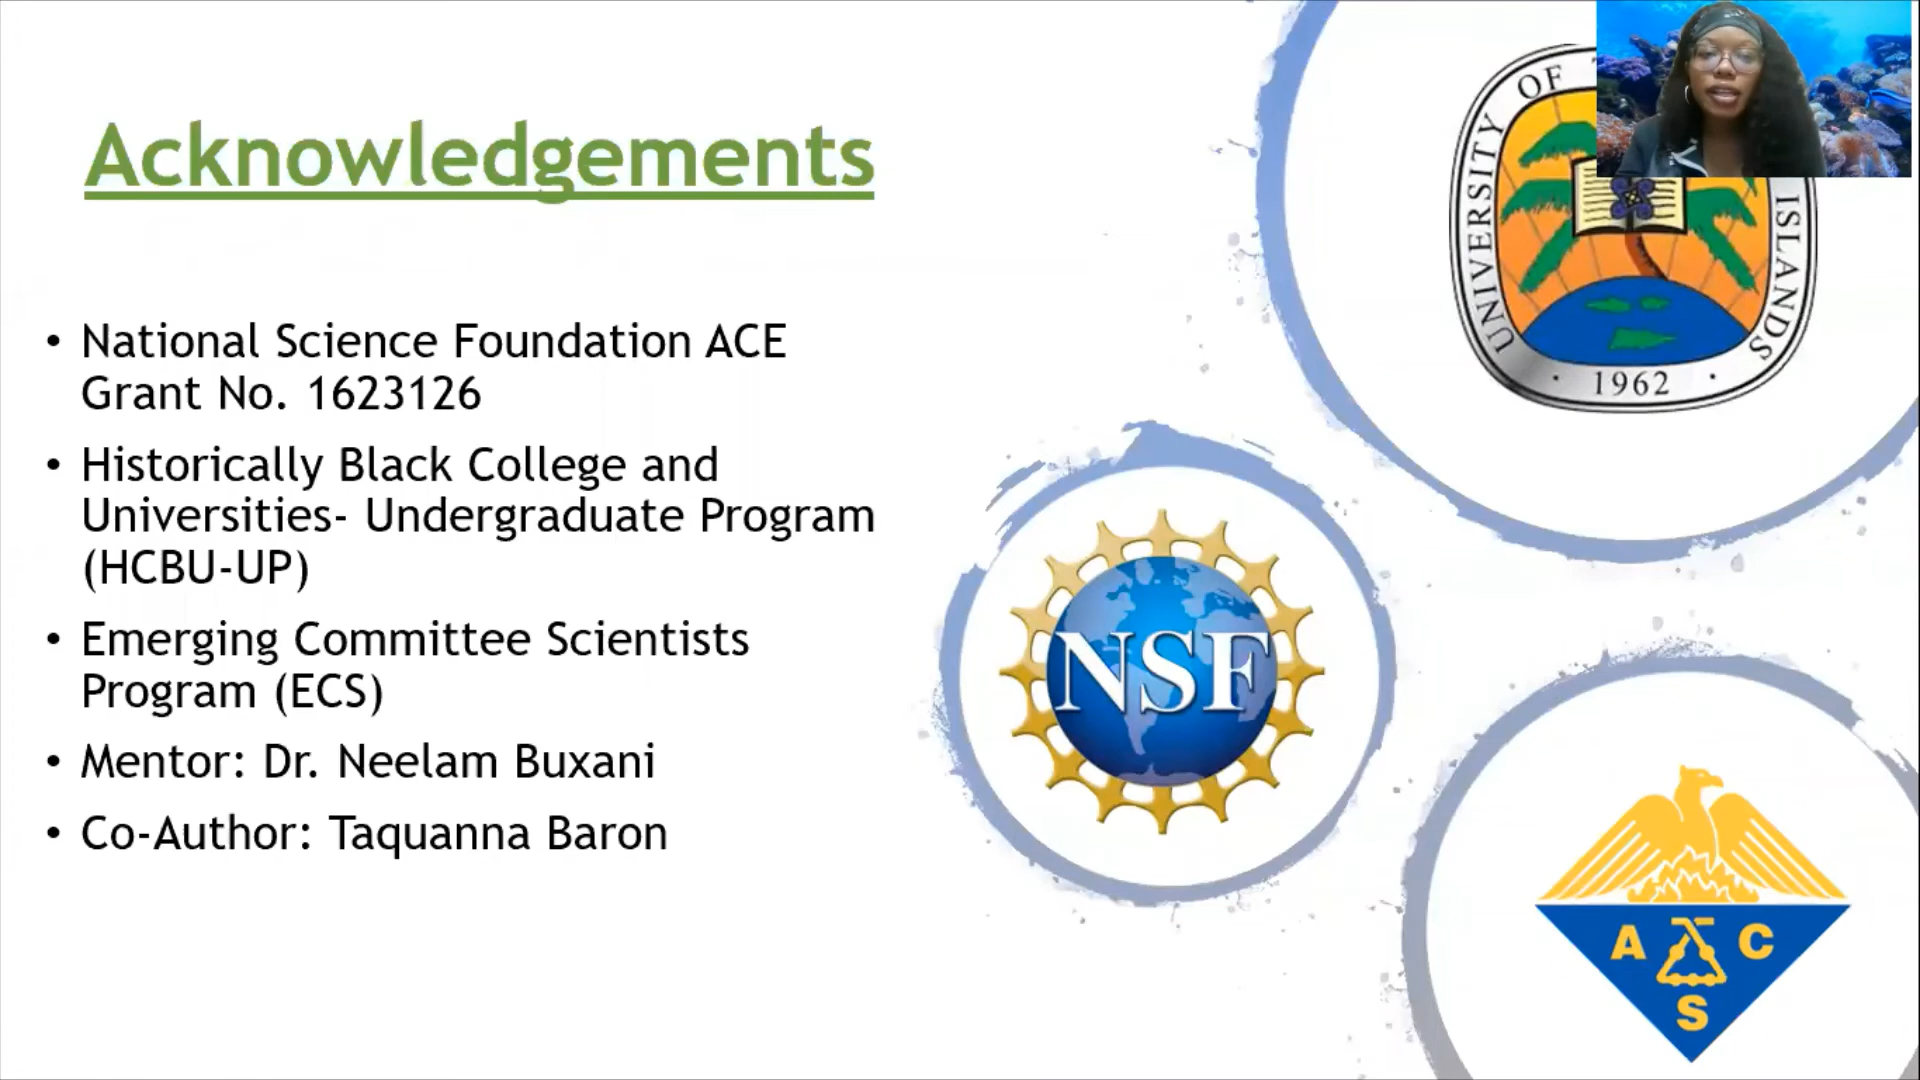 Acknowledgements
• National Science Foundation ACE
Grant No. 1623126
• Historically Black College and
Universities- Undergraduate Program
(HCBU-UP)
• Emerging Committee Scientists
Program (ECS)
• Mentor: Dr. Neelam Buxani
• Co-Author: Taquanna Baron
UNIVERSITY OF
ISLANDS
· 1962 ·
NSF
A C
S